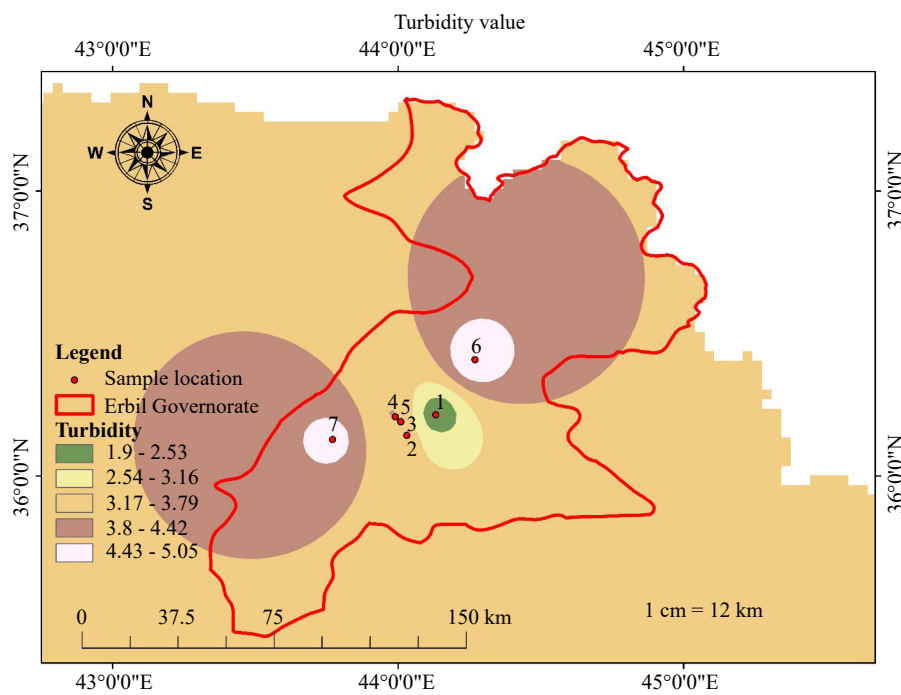 Turbidity value
43°0'0"E 44°0'0"E 45°0'0"E
N
W E
S
37°0'0"N 37°0'0"N
6
Legend
Sample location
Erbil Governorate
Turbidity
1.9 - 2.53
2.54 - 3.16
3.17 - 3.79
3.8 - 4.42
4.43 - 5.05
4 5 1
3
7
2
36°0'0"N 36°0'0"N
0 37.5 75 150 km
1 cm = 12 km
43°0'0"E 44°0'0"E 45°0'0"E